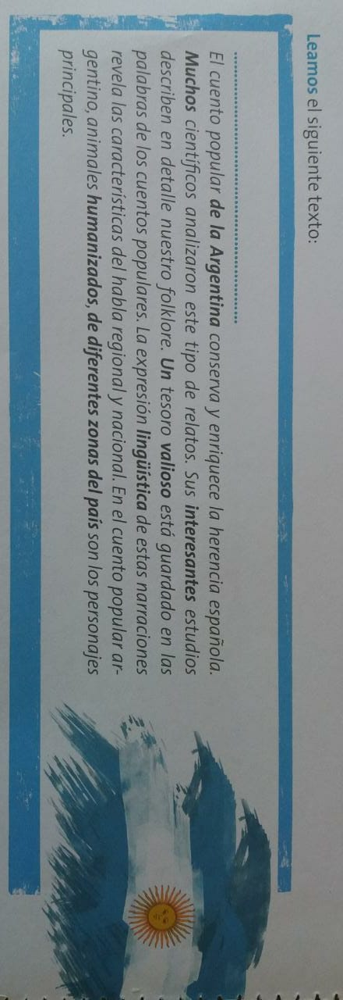 Leamos el siguiente texto:
El cuento popular de la Argentina conserva y enriquece la herencia española.
Muchos científicos analizaron este tipo de relatos. Sus interesantes estudios
describen en detalle nuestro folklore. Un tesoro valioso está guardado en las
palabras de los cuentos populares. La expresión lingüística de estas narraciones
revela las características del habla regional y nacional. En el cuento popular ar-
gentino, animales humanizados, de diferentes zonas del país son los personajes
principales.